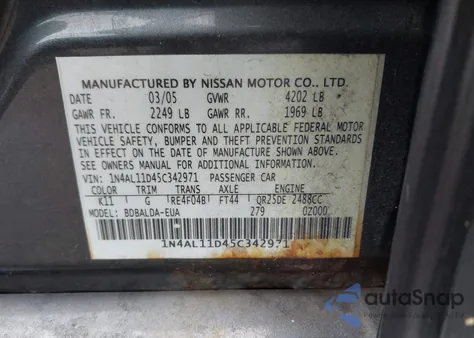 MANUFACTURED BY NISSAN MOTOR CO., LTD.
DATE 03/05 GVWR 4202 LB
GAWR FR. 2249 LB GAWR RR. 1969 LB
THIS VEHICLE CONFORMS TO ALL APPLICABLE FEDERAL MOTOR
VEHICLE SAFETY, BUMPER AND THEFT PREVENTION STANDARDS
IN EFFECT ON THE DATE OF MANUFACTURE SHOWN ABOVE.
SEE OWNERS MANUAL FOR ADDITIONAL INFORMATION.
VIN: 1N4AL11D45C342971 PASSENGER CAR
COLOR TRIM TRANS AXLE ENGINE
K11 G RE4F04B FT44 QR25DE 2488CC
MODEL: BDBALDA-EUA 279 0Z000
1N4AL11D45C342971
autoSnap